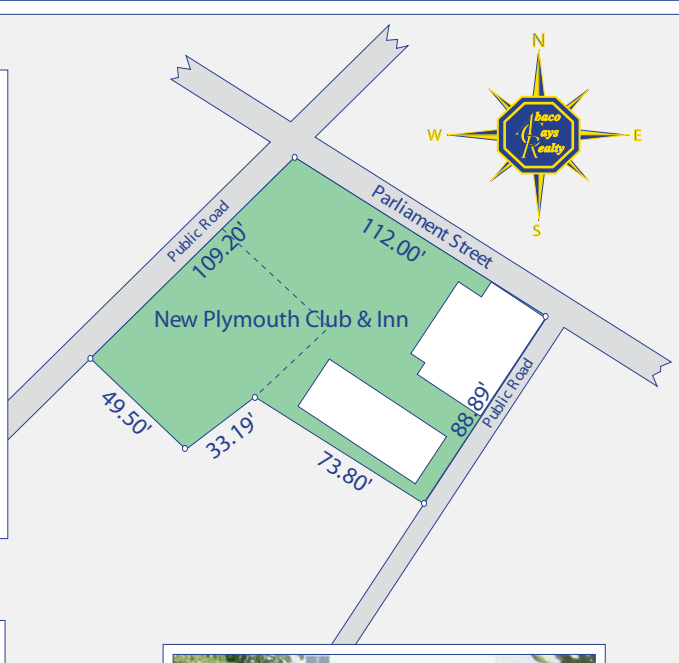 N
Abaco
Cays
Realty
W
E
S
Parliament Street
112.00'
Public Road
109.20'
New Plymouth Club & Inn
88.89'
Public Road
49.50'
33.19'
73.80'